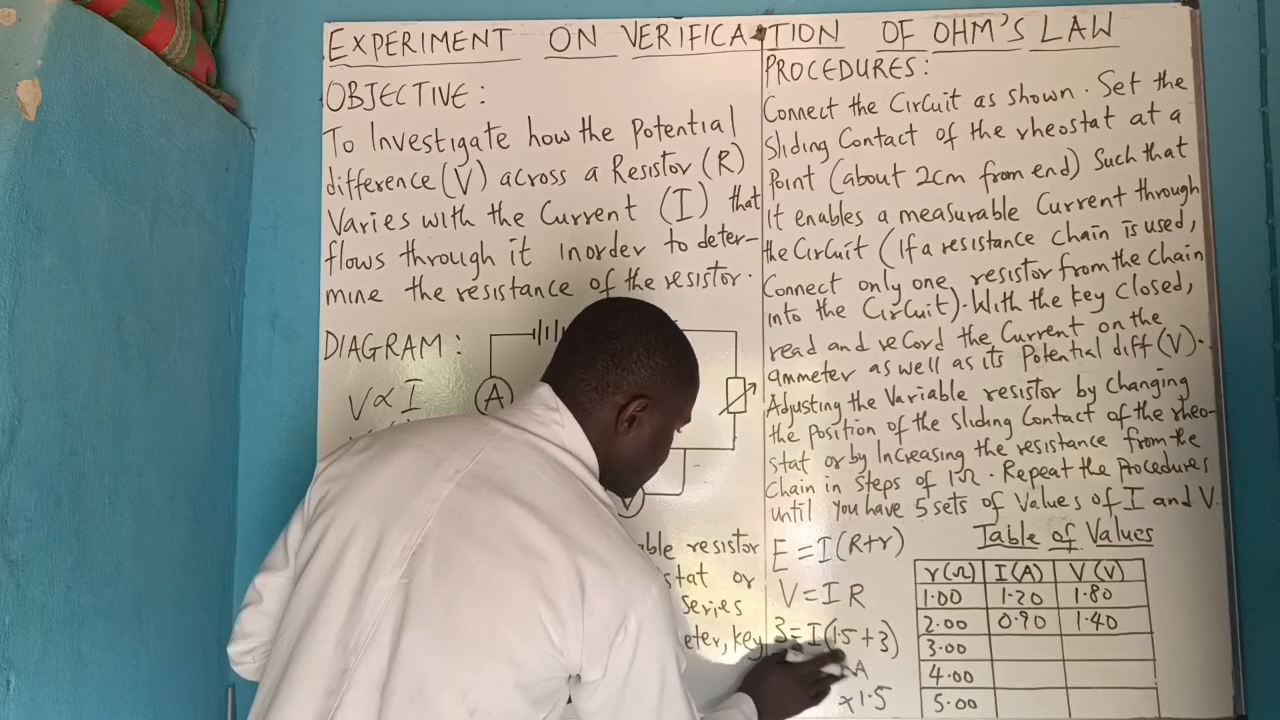 EXPERIMENT ON VERIFICATION OF OHM'S LAW
OBJECTIVE:
To Investigate how the Potential
difference (V) across a Resistor (R)
Varies with the Current (I) that
flows through it inorder to deter-
mine the resistance of the resistor.
DIAGRAM:
V∝I
A
resistor
or
series
key
PROCEDURES:
Connect the Circuit as shown. Set the
Sliding Contact of the rheostat at a
Point (about 2cm from end) Such that
it enables a measurable Current through
the Circuit (If a resistance Chain is used,
Connect only one resistor from the chain
into the Circuit). With the key closed,
read and record the Current on the
ammeter as well as its Potential diff (V).
Adjusting the Variable resistor by Changing
the position of the sliding Contact of the rheo-
stat or by Increasing the resistance from the
Chain in steps of 1Ω. Repeat the Procedures
until you have 5 sets of Values of I and V.
E = I(R+r)
V = IR
3 = I(1.5+3)
A
x1.5
Table of Values
r(Ω) I(A) V(V)
1.00 1.20 1.80
2.00 0.90 1.40
3.00
4.00
5.00